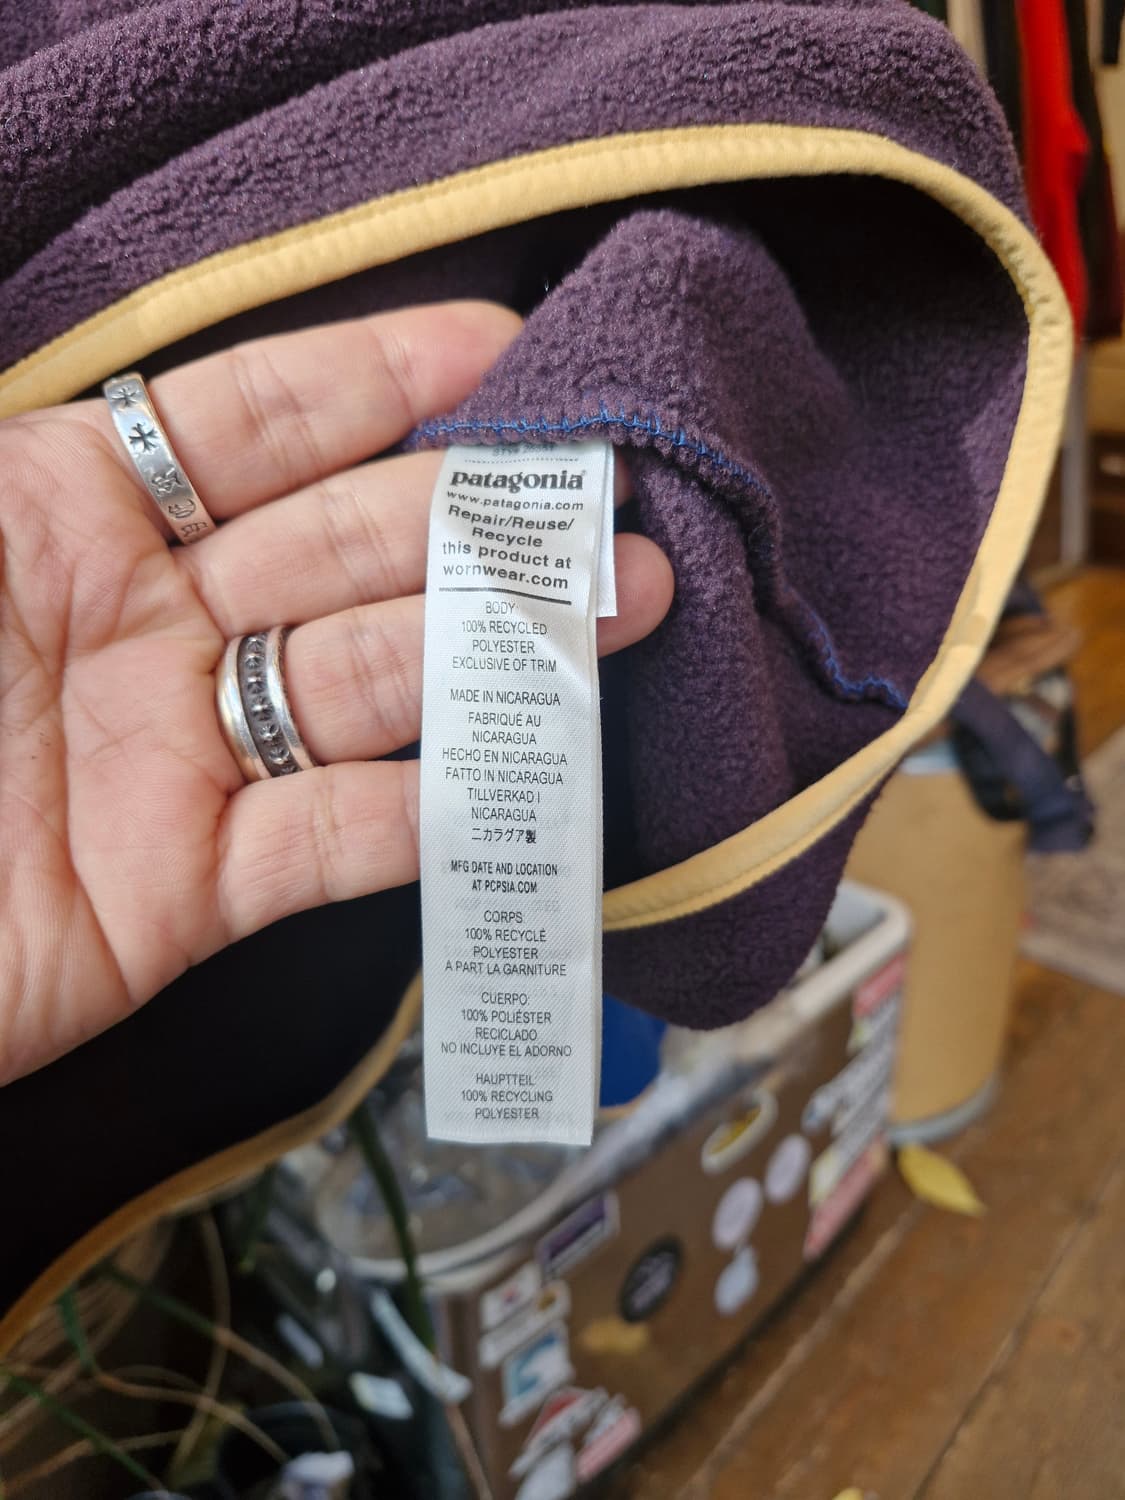 patagonia®
www.patagonia.com
Repair/Reuse/
Recycle
this product at
wornwear.com
BODY:
100% RECYCLED
POLYESTER
EXCLUSIVE OF TRIM
MADE IN NICARAGUA
FABRIQUÉ AU
NICARAGUA
HECHO EN NICARAGUA
FATTO IN NICARAGUA
TILLVERKAD I
NICARAGUA
ニカラグア製
MFG DATE AND LOCATION
AT PCPSIA.COM
CORPS:
100% RECYCLÉ
POLYESTER
A PART LA GARNITURE
CUERPO:
100% POLIÉSTER
RECICLADO
NO INCLUYE EL ADORNO
HAUPTTEIL:
100% RECYCLING
POLYESTER